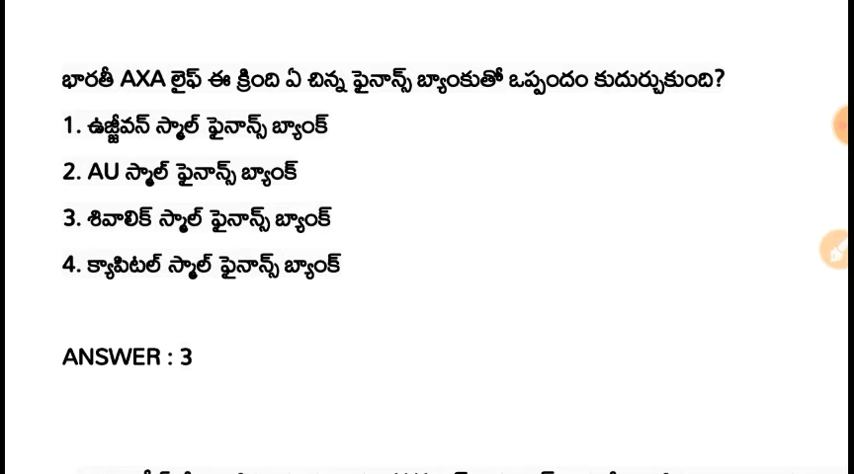 భారతీ AXA లైఫ్ ఈ క్రింది ఏ చిన్న ఫైనాన్స్ బ్యాంకుతో ఒప్పందం కుదుర్చుకుంది?
1. ఉజ్జీవన్ స్మాల్ ఫైనాన్స్ బ్యాంక్
2. AU స్మాల్ ఫైనాన్స్ బ్యాంక్
3. శివాలిక్ స్మాల్ ఫైనాన్స్ బ్యాంక్
4. క్యాపిటల్ స్మాల్ ఫైనాన్స్ బ్యాంక్
ANSWER : 3